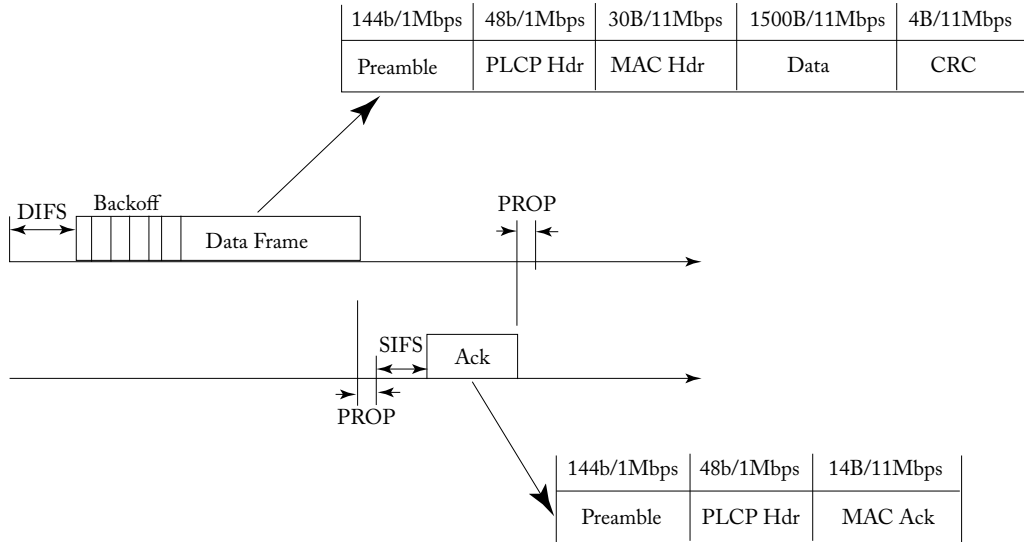 144b/1Mbps 48b/1Mbps 30B/11Mbps 1500B/11Mbps 4B/11Mbps
Preamble PLCP Hdr MAC Hdr Data CRC
DIFS Backoff PROP
Data Frame
SIFS Ack
PROP
144b/1Mbps 48b/1Mbps 14B/11Mbps
Preamble PLCP Hdr MAC Ack